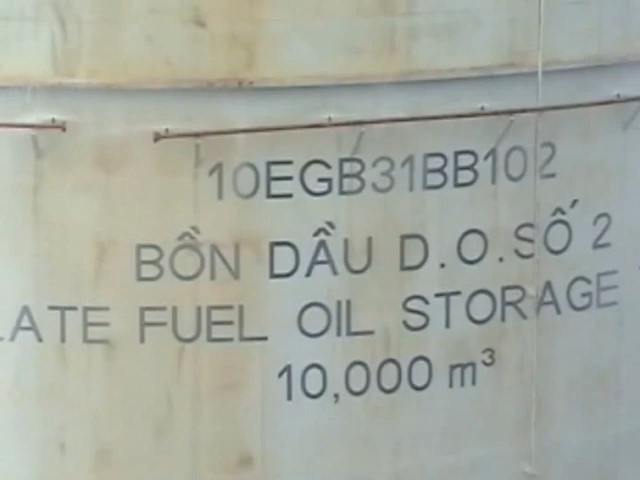 10EGB31BB102
BỒN DẦU D.O.SỐ 2
FUEL OIL STORAGE
10,000 m³